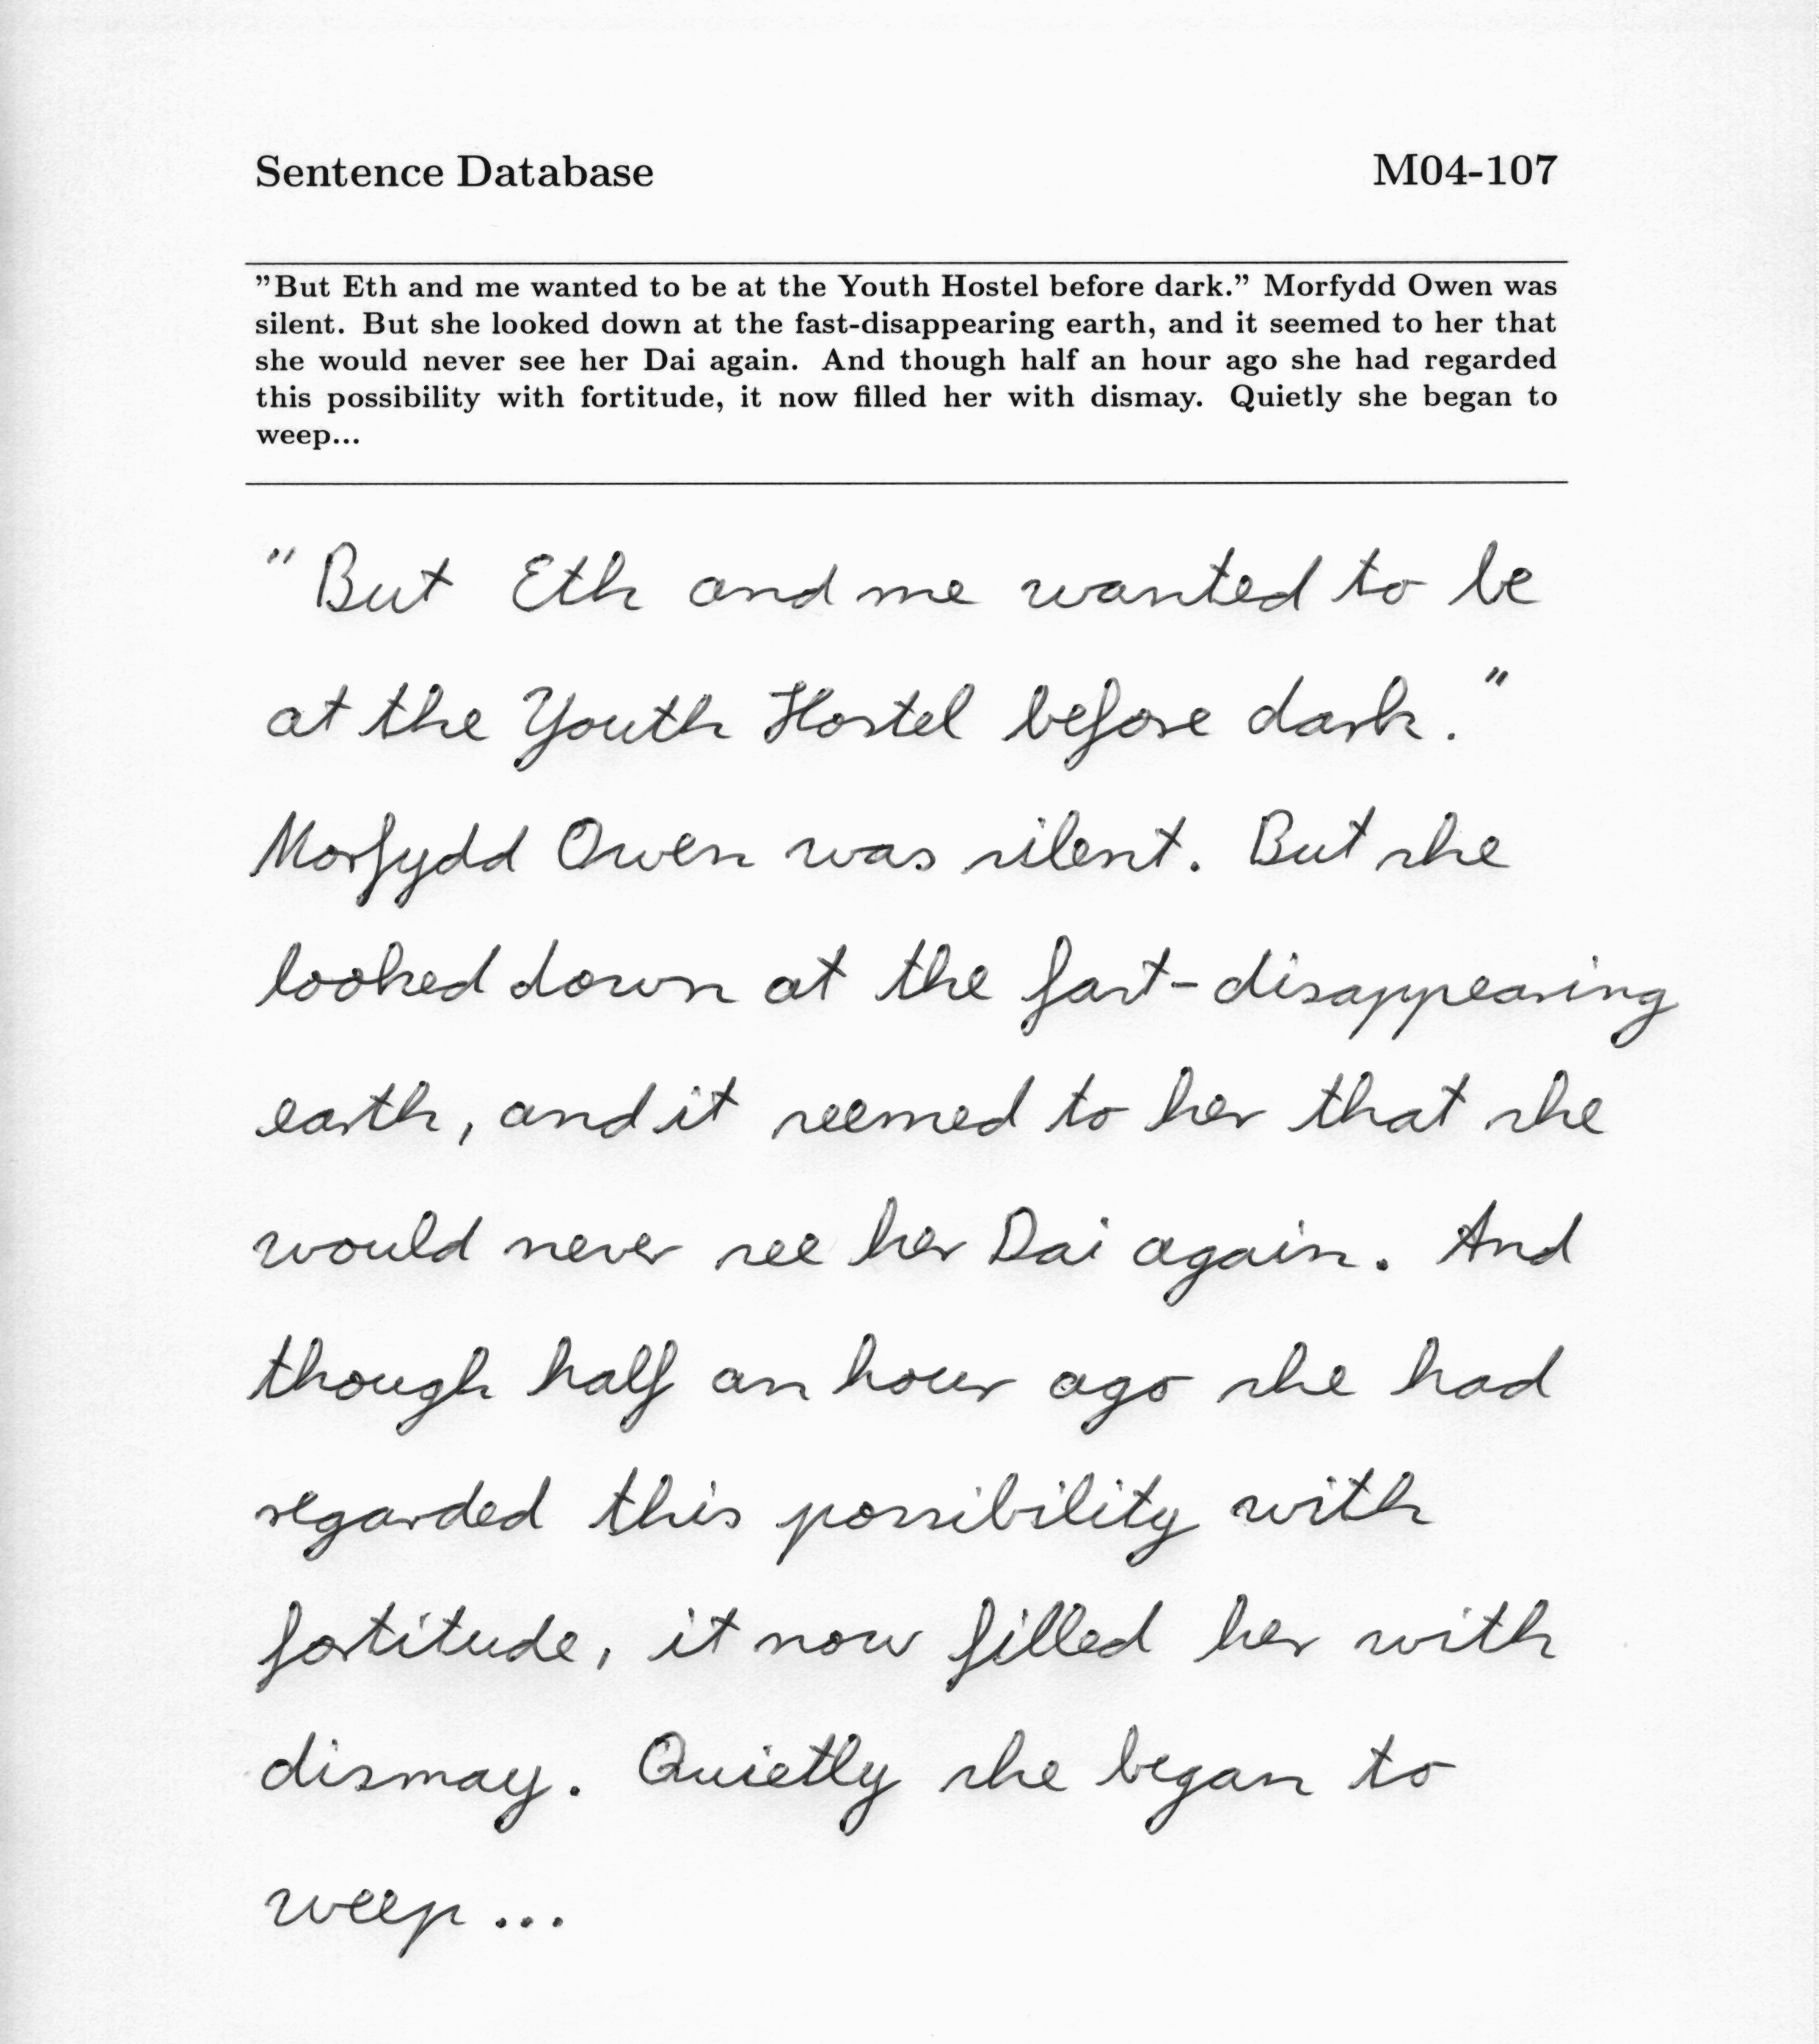 Sentence Database M04-107
"But Eth and me wanted to be at the Youth Hostel before dark." Morfydd Owen was
silent. But she looked down at the fast-disappearing earth, and it seemed to her that
she would never see her Dai again. And though half an hour ago she had regarded
this possibility with fortitude, it now filled her with dismay. Quietly she began to
weep...
"But Eth and me wanted to be
at the Youth Hostel before dark."
Morfydd Owen was silent. But she
looked down at the fast-disappearing
earth, and it seemed to her that she
would never see her Dai again. And
though half an hour ago she had
regarded this possibility with
fortitude, it now filled her with
dismay. Quietly she began to
weep...